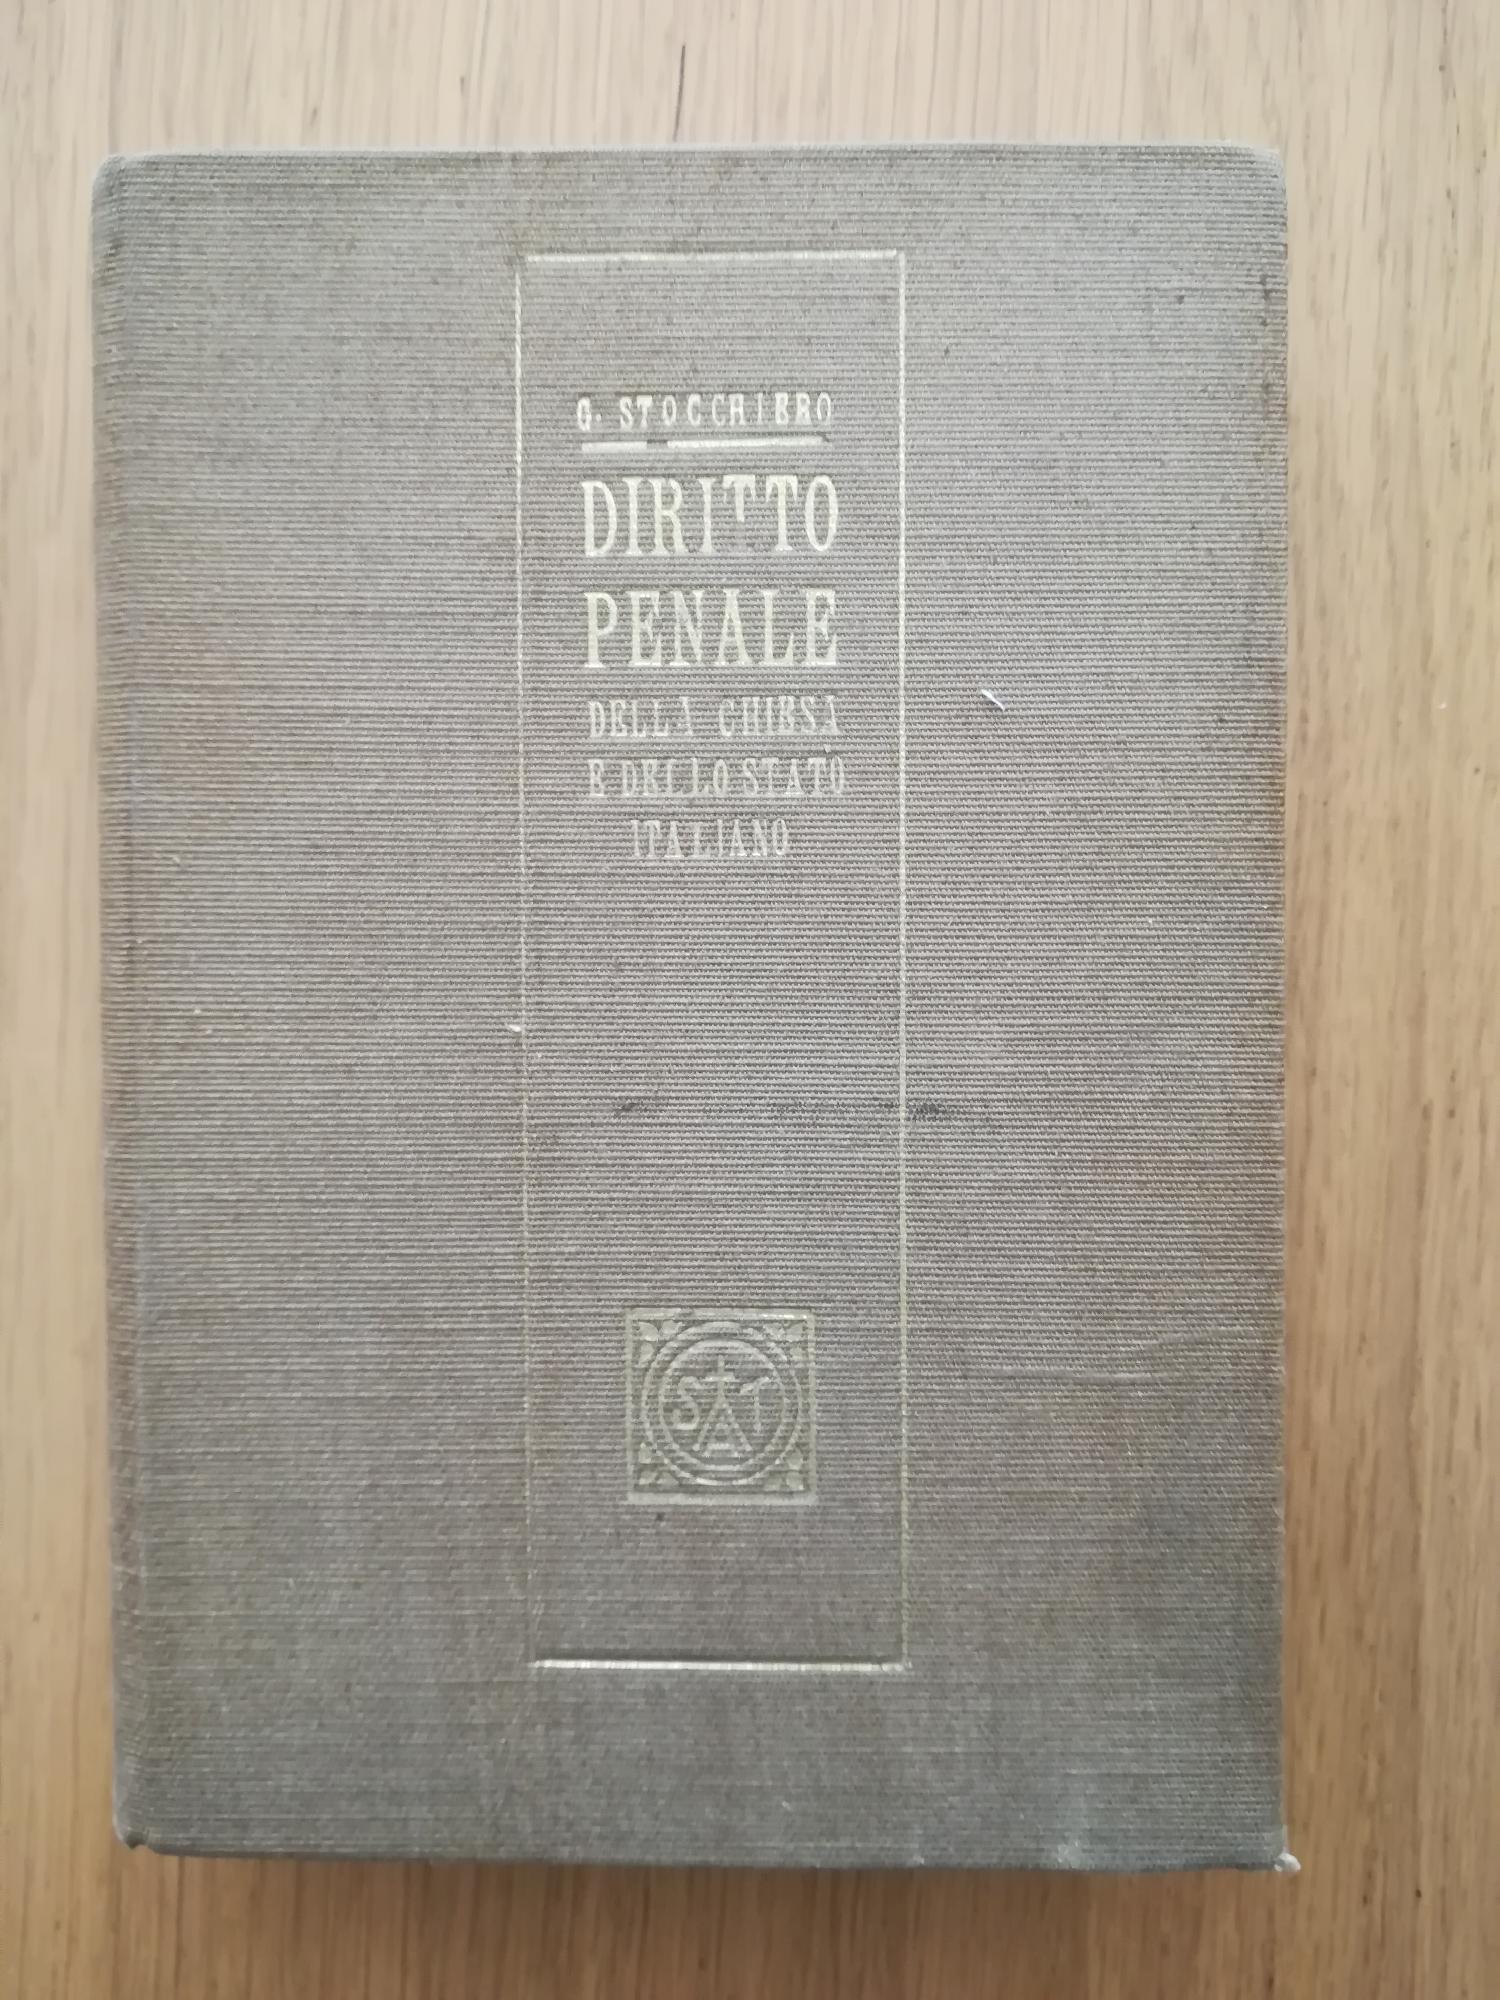 G. STOCCHIERO
DIRITTO
PENALE
DELLA CHIESA
E DELLO STATO
ITALIANO
SAT